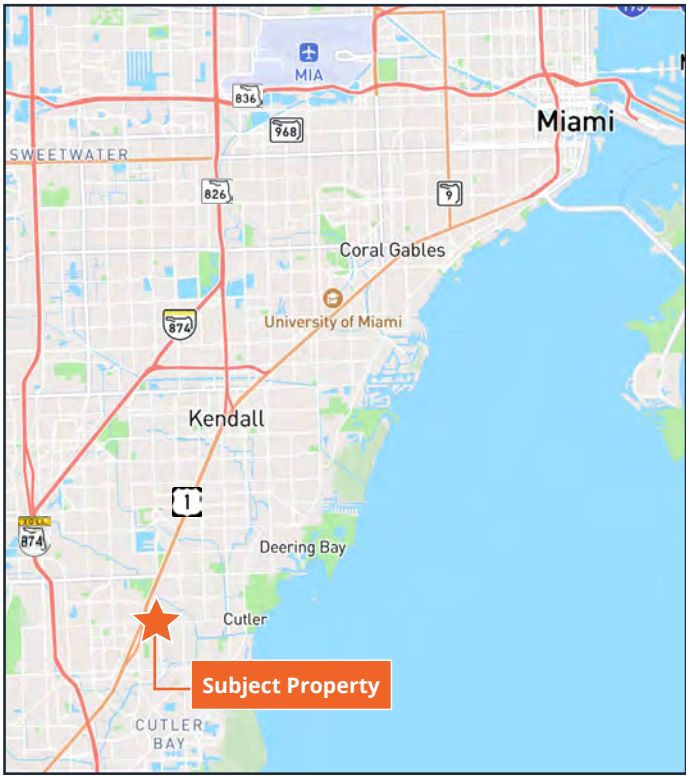 MIA
836
968
Miami
SWEETWATER
826
9
Coral Gables
University of Miami
874
Kendall
1
TOLL
874
Deering Bay
Cutler
Subject Property
CUTLER
BAY